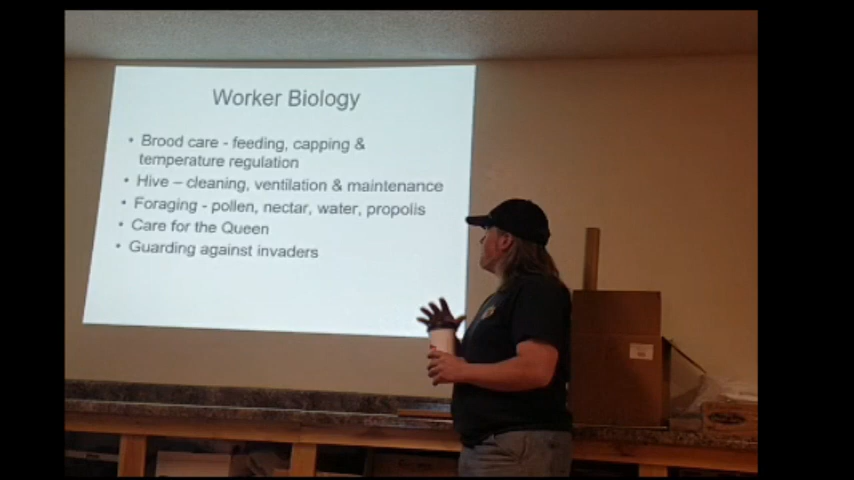 Worker Biology
• Brood care - feeding, capping &
temperature regulation
• Hive – cleaning, ventilation & maintenance
• Foraging - pollen, nectar, water, propolis
• Care for the Queen
• Guarding against invaders